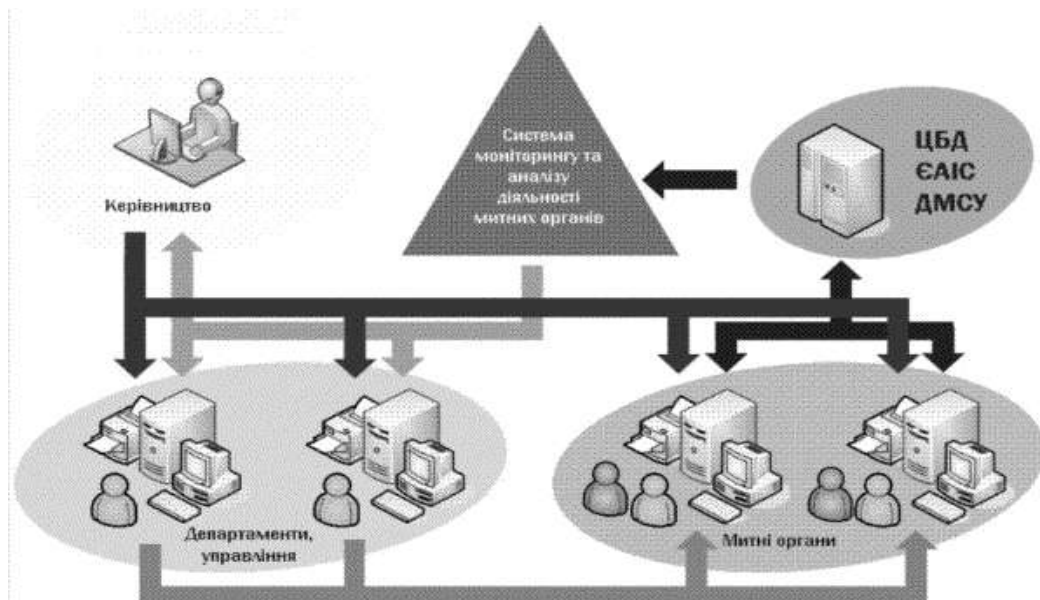 Керівництво
Система
моніторингу та
аналізу
діяльності
митних органів
ЦБД
ЄАІС
ДМСУ
Департаменти,
управління
Митні органи